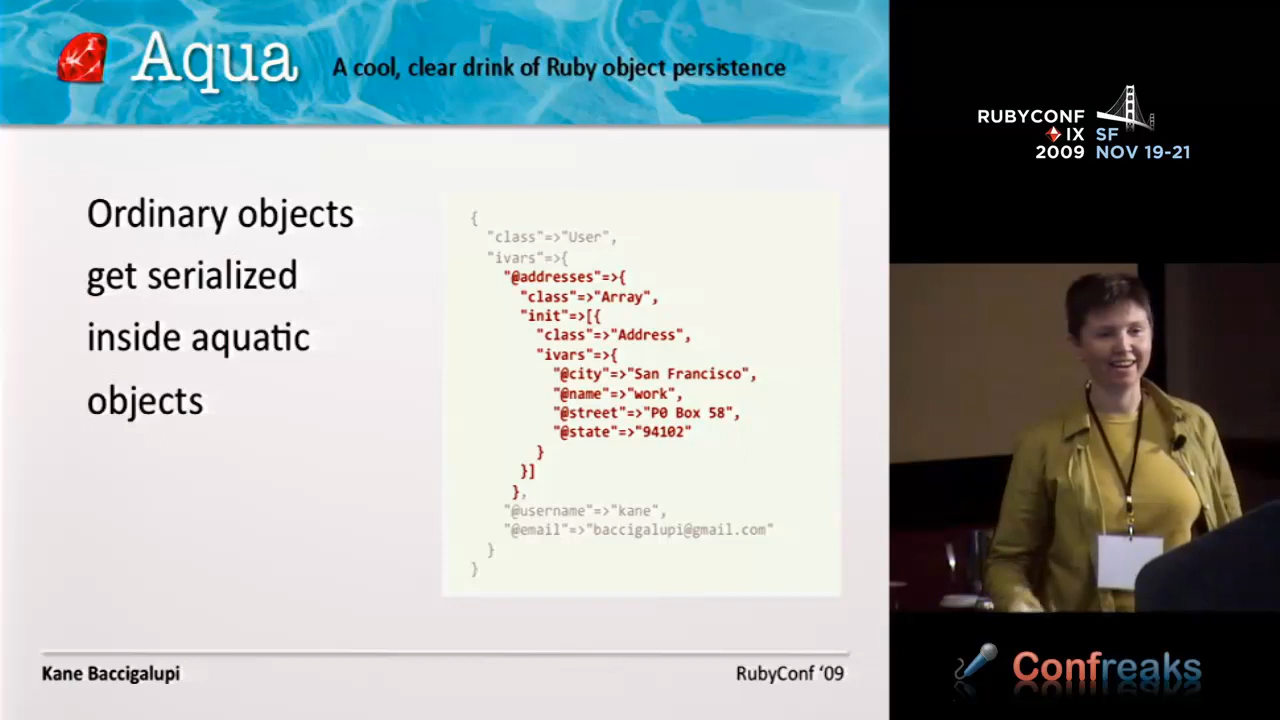 Aqua
A cool, clear drink of Ruby object persistence
Ordinary objects
get serialized
inside aquatic
objects
{
"class"=>"User",
"ivars"=>{
"@addresses"=>{
"class"=>"Array",
"init"=>[{
"class"=>"Address",
"ivars"=>{
"@city"=>"San Francisco",
"@name"=>"work",
"@street"=>"PO Box 58",
"@state"=>"94102"
}
}]
},
"@username"=>"kane",
"@email"=>"baccigalupi@gmail.com"
}
}
Kane Baccigalupi
RubyConf ‘09
RUBYCONF
IX SF
2009 NOV 19-21
Confreaks